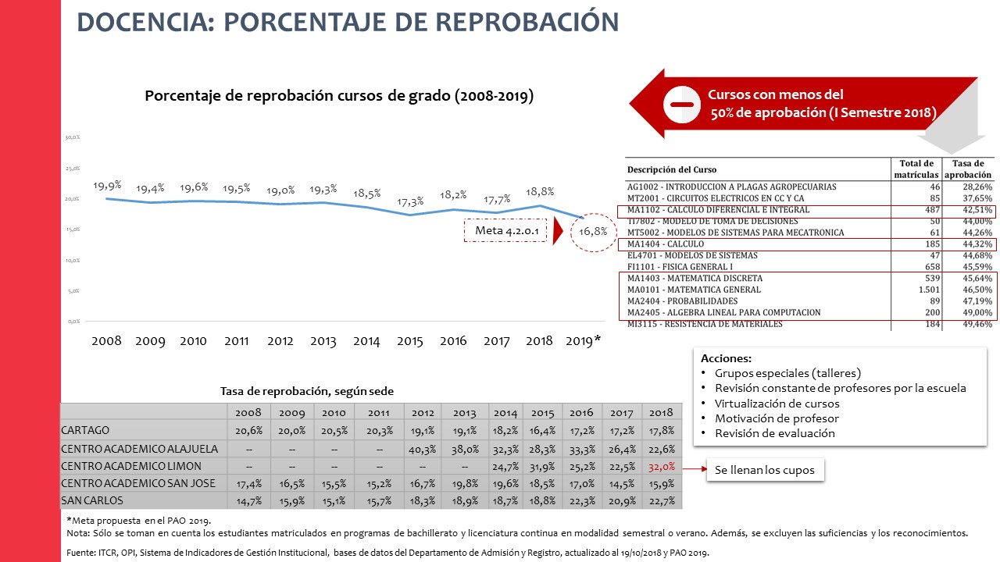 DOCENCIA: PORCENTAJE DE REPROBACIÓN
Porcentaje de reprobación cursos de grado (2008-2019)
30,0%
25,0%
20,0%
15,0%
10,0%
5,0%
0,0%
19,9% 19,4% 19,6% 19,5% 19,0% 19,3% 18,5% 17,3% 18,2% 17,7% 18,8% 16,8%
Meta 4.2.0.1
2008 2009 2010 2011 2012 2013 2014 2015 2016 2017 2018 2019*
Cursos con menos del
50% de aprobación (I Semestre 2018)
Descripción del Curso Total de matrículas Tasa de aprobación
AG1002 - INTRODUCCION A PLAGAS AGROPECUARIAS 46 28,26%
MT2001 - CIRCUITOS ELECTRICOS EN CC Y CA 85 37,65%
MA1102 - CALCULO DIFERENCIAL E INTEGRAL 487 42,51%
TI7802 - MODELO DE TOMA DE DECISIONES 50 44,00%
MT5002 - MODELOS DE SISTEMAS PARA MECATRONICA 61 44,26%
MA1404 - CALCULO 185 44,32%
EL4701 - MODELOS DE SISTEMAS 47 44,68%
FI1101 - FISICA GENERAL I 658 45,59%
MA1403 - MATEMATICA DISCRETA 539 45,64%
MA0101 - MATEMATICA GENERAL 1.501 46,50%
MA2404 - PROBABILIDADES 89 47,19%
MA2405 - ALGEBRA LINEAL PARA COMPUTACION 200 49,00%
MI3115 - RESISTENCIA DE MATERIALES 184 49,46%
Acciones:
• Grupos especiales (talleres)
• Revisión constante de profesores por la escuela
• Virtualización de cursos
• Motivación de profesor
• Revisión de evaluación
Tasa de reprobación, según sede
2008 2009 2010 2011 2012 2013 2014 2015 2016 2017 2018
CARTAGO 20,6% 20,0% 20,5% 20,3% 19,1% 19,1% 18,2% 16,4% 17,2% 17,2% 17,8%
CENTRO ACADEMICO ALAJUELA -- -- -- -- 40,3% 38,0% 32,3% 28,3% 33,3% 26,4% 22,6%
CENTRO ACADEMICO LIMON -- -- -- -- -- -- 24,7% 31,9% 25,2% 22,5% 32,0%
Se llenan los cupos
CENTRO ACADEMICO SAN JOSE 17,4% 16,5% 15,5% 15,2% 16,7% 19,8% 19,6% 18,5% 17,0% 14,5% 15,9%
SAN CARLOS 14,7% 15,9% 15,1% 15,7% 18,3% 18,9% 18,7% 18,8% 22,3% 20,9% 22,7%
*Meta propuesta en el PAO 2019.
Nota: Sólo se toman en cuenta los estudiantes matriculados en programas de bachillerato y licenciatura continua en modalidad semestral o verano. Además, se excluyen las suficiencias y los reconocimientos.
Fuente: ITCR, OPI, Sistema de Indicadores de Gestión Institucional, bases de datos del Departamento de Admisión y Registro, actualizado al 19/10/2018 y PAO 2019.